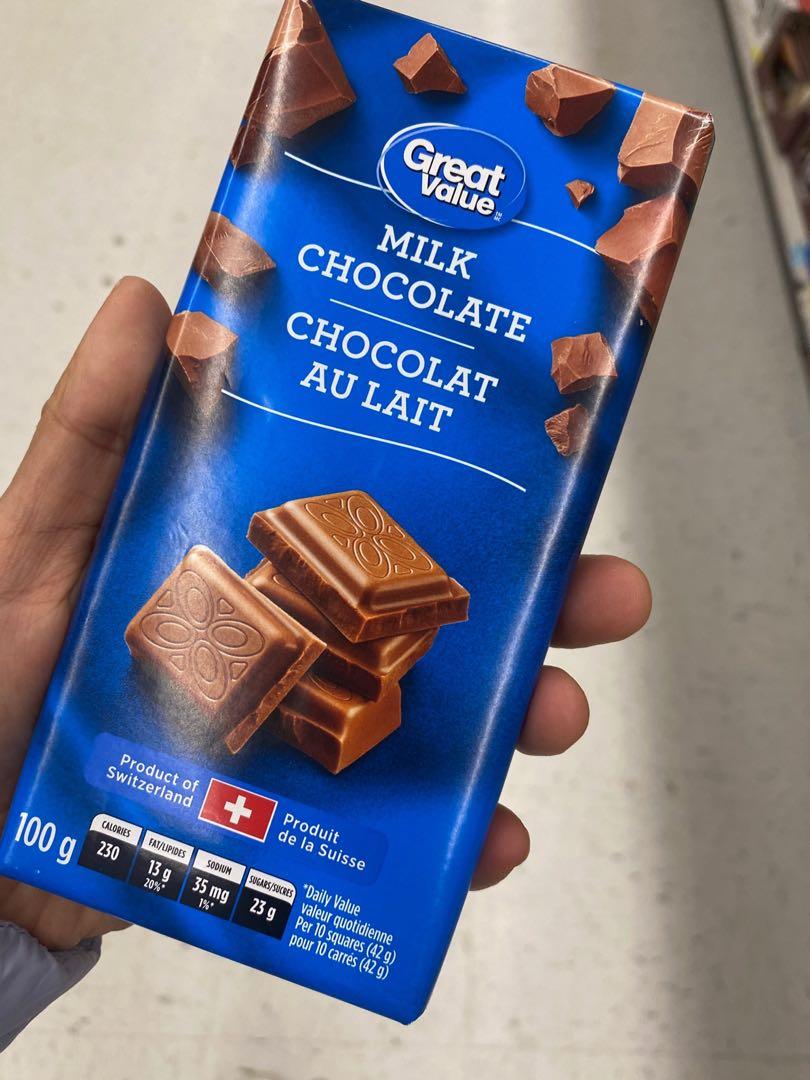 Great
Value
TM
MC
MILK
CHOCOLATE
CHOCOLAT
AU LAIT
Product of
Switzerland
Produit
de la Suisse
100 g
CALORIES
230
FAT/LIPIDES
13 g
20%*
SODIUM
35 mg
1%*
SUGARS/SUCRES
23 g
*Daily Value
valeur quotidienne
Per 10 squares (42 g)
pour 10 carrés (42 g)